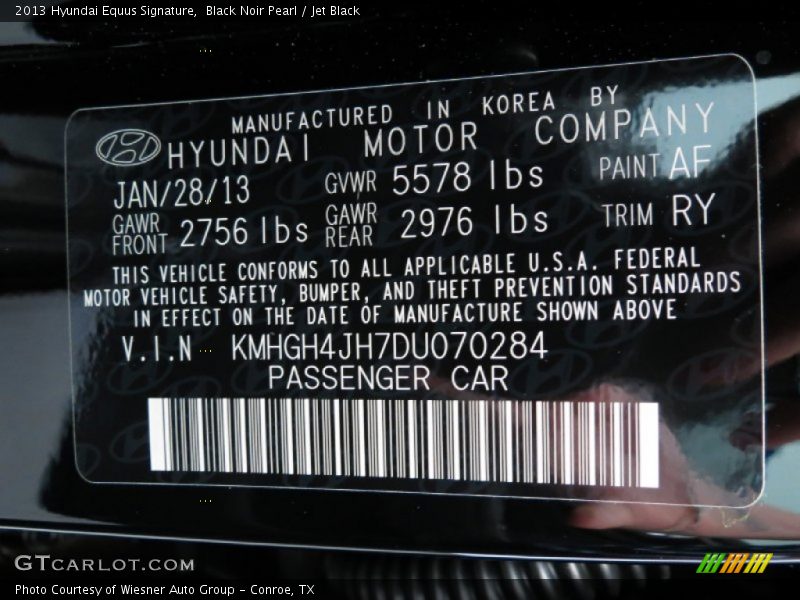 2013 Hyundai Equus Signature,  Black Noir Pearl / Jet Black
MANUFACTURED IN KOREA BY
HYUNDAI MOTOR COMPANY
JAN/28/13 GVWR 5578 lbs PAINT AF
GAWR FRONT 2756 lbs GAWR REAR 2976 lbs TRIM RY
THIS VEHICLE CONFORMS TO ALL APPLICABLE U.S.A. FEDERAL
MOTOR VEHICLE SAFETY, BUMPER, AND THEFT PREVENTION STANDARDS
IN EFFECT ON THE DATE OF MANUFACTURE SHOWN ABOVE
V.I.N KMHGH4JH7DU070284
PASSENGER CAR
GTCARLOT.COM
Photo Courtesy of Wiesner Auto Group - Conroe, TX